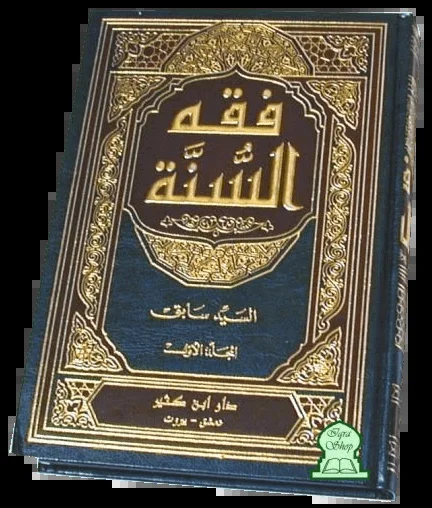 فقه
السُّنَّة
السيد سابق
المجلد الأول
دار ابن كثير
دمشق - بيروت
Iqra
Shop